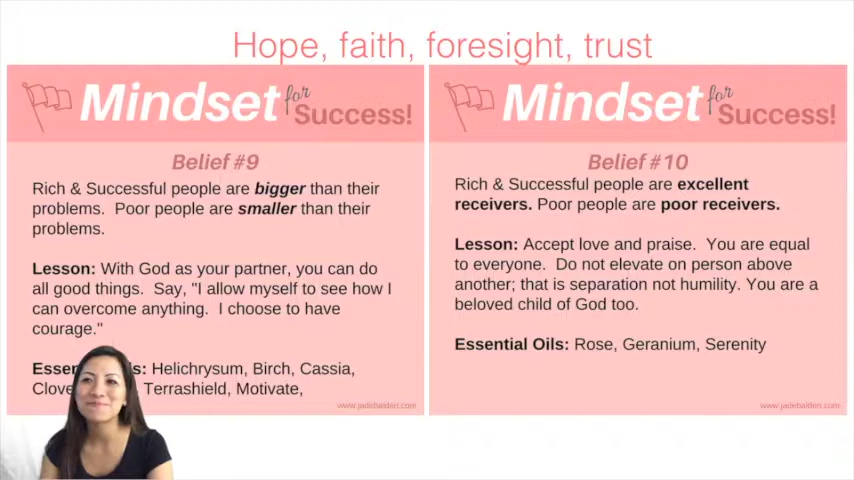 Hope, faith, foresight, trust
Mindset for Success!
Belief #9
Rich & Successful people are bigger than their
problems. Poor people are smaller than their
problems.
Lesson: With God as your partner, you can do
all good things. Say, "I allow myself to see how I
can overcome anything. I choose to have
courage."
Helichrysum, Birch, Cassia,
Terrashield, Motivate,
www.jadebalden.com
Mindset for Success!
Belief #10
Rich & Successful people are excellent
receivers. Poor people are poor receivers.
Lesson: Accept love and praise. You are equal
to everyone. Do not elevate on person above
another; that is separation not humility. You are a
beloved child of God too.
Essential Oils: Rose, Geranium, Serenity
www.jadebalden.com